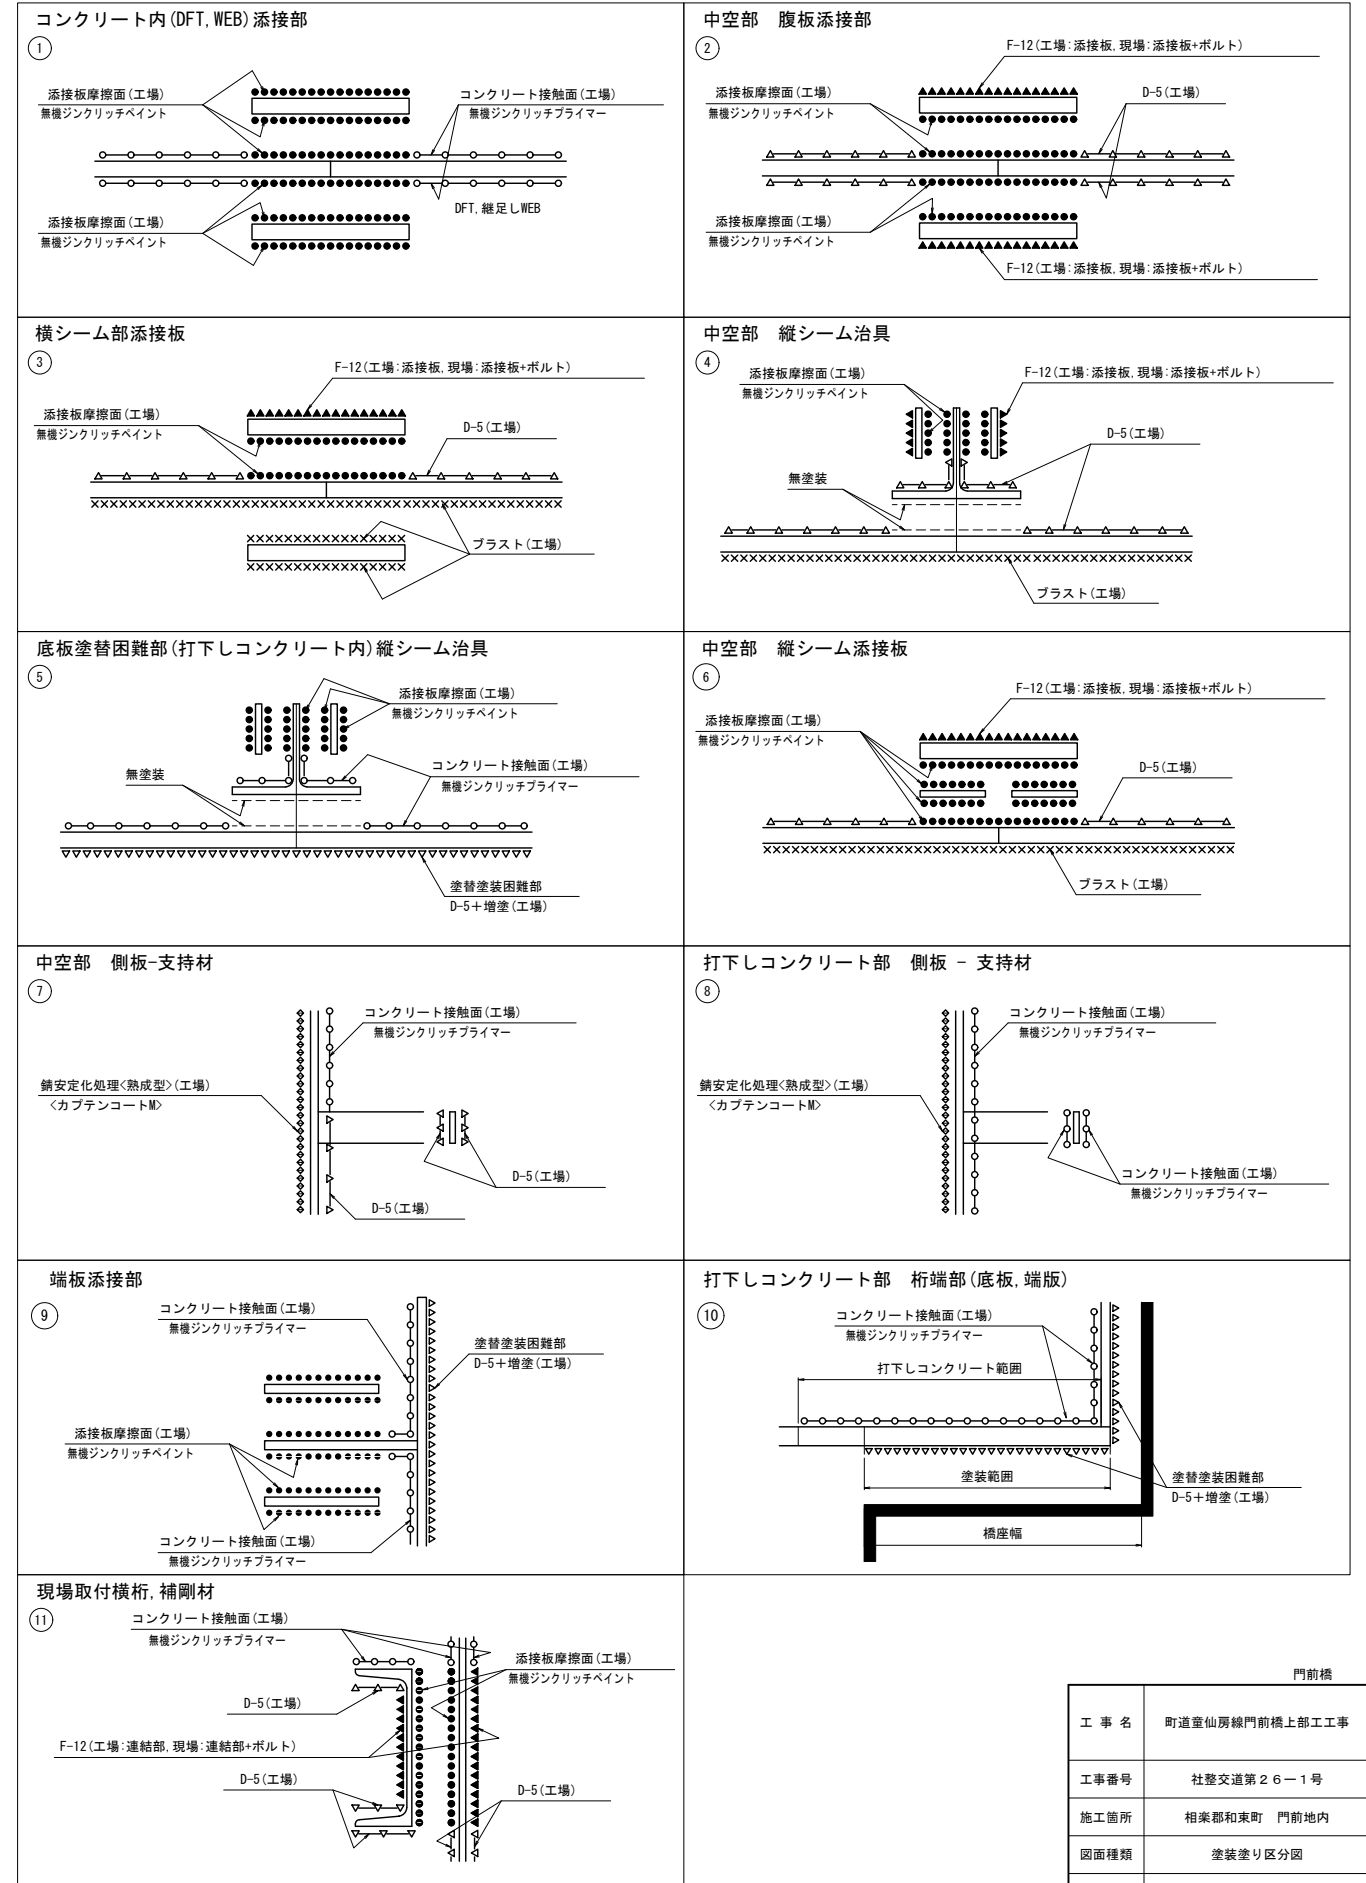 コンクリート内(DFT,WEB)添接部
1
添接板摩擦面(工場)
無機ジンクリッチペイント
コンクリート接触面(工場)
無機ジンクリッチプライマー
添接板摩擦面(工場)
無機ジンクリッチペイント
DFT,継足しWEB
中空部 腹板添接部
2
F-12(工場:添接板,現場:添接板+ボルト)
添接板摩擦面(工場)
無機ジンクリッチペイント
D-5(工場)
添接板摩擦面(工場)
無機ジンクリッチペイント
F-12(工場:添接板,現場:添接板+ボルト)
横シーム部添接板
3
F-12(工場:添接板,現場:添接板+ボルト)
添接板摩擦面(工場)
無機ジンクリッチペイント
D-5(工場)
ブラスト(工場)
中空部 縦シーム治具
4
添接板摩擦面(工場)
無機ジンクリッチペイント
F-12(工場:添接板,現場:添接板+ボルト)
D-5(工場)
無塗装
ブラスト(工場)
底板塗替困難部(打下しコンクリート内)縦シーム治具
5
添接板摩擦面(工場)
無機ジンクリッチペイント
コンクリート接触面(工場)
無機ジンクリッチプライマー
無塗装
塗替塗装困難部
D-5+増塗(工場)
中空部 縦シーム添接板
6
F-12(工場:添接板,現場:添接板+ボルト)
添接板摩擦面(工場)
無機ジンクリッチペイント
D-5(工場)
ブラスト(工場)
中空部 側板-支持材
7
コンクリート接触面(工場)
無機ジンクリッチプライマー
錆安定化処理<熟成型>(工場)
<カプテンコートM>
D-5(工場)
D-5(工場)
打下しコンクリート部 側板 - 支持材
8
コンクリート接触面(工場)
無機ジンクリッチプライマー
錆安定化処理<熟成型>(工場)
<カプテンコートM>
コンクリート接触面(工場)
無機ジンクリッチプライマー
端板添接部
9
コンクリート接触面(工場)
無機ジンクリッチプライマー
塗替塗装困難部
D-5+増塗(工場)
添接板摩擦面(工場)
無機ジンクリッチペイント
コンクリート接触面(工場)
無機ジンクリッチプライマー
打下しコンクリート部 桁端部(底板,端版)
10
コンクリート接触面(工場)
無機ジンクリッチプライマー
打下しコンクリート範囲
塗装範囲
塗替塗装困難部
D-5+増塗(工場)
橋座幅
現場取付横桁,補剛材
11
コンクリート接触面(工場)
無機ジンクリッチプライマー
添接板摩擦面(工場)
無機ジンクリッチペイント
D-5(工場)
F-12(工場:連結部,現場:連結部+ボルト)
D-5(工場)
D-5(工場)
門前橋
工 事 名 町道童仙房線門前橋上部工工事
工事番号 社整交道第26ー1号
施工箇所 相楽郡和束町 門前地内
図面種類 塗装塗り区分図